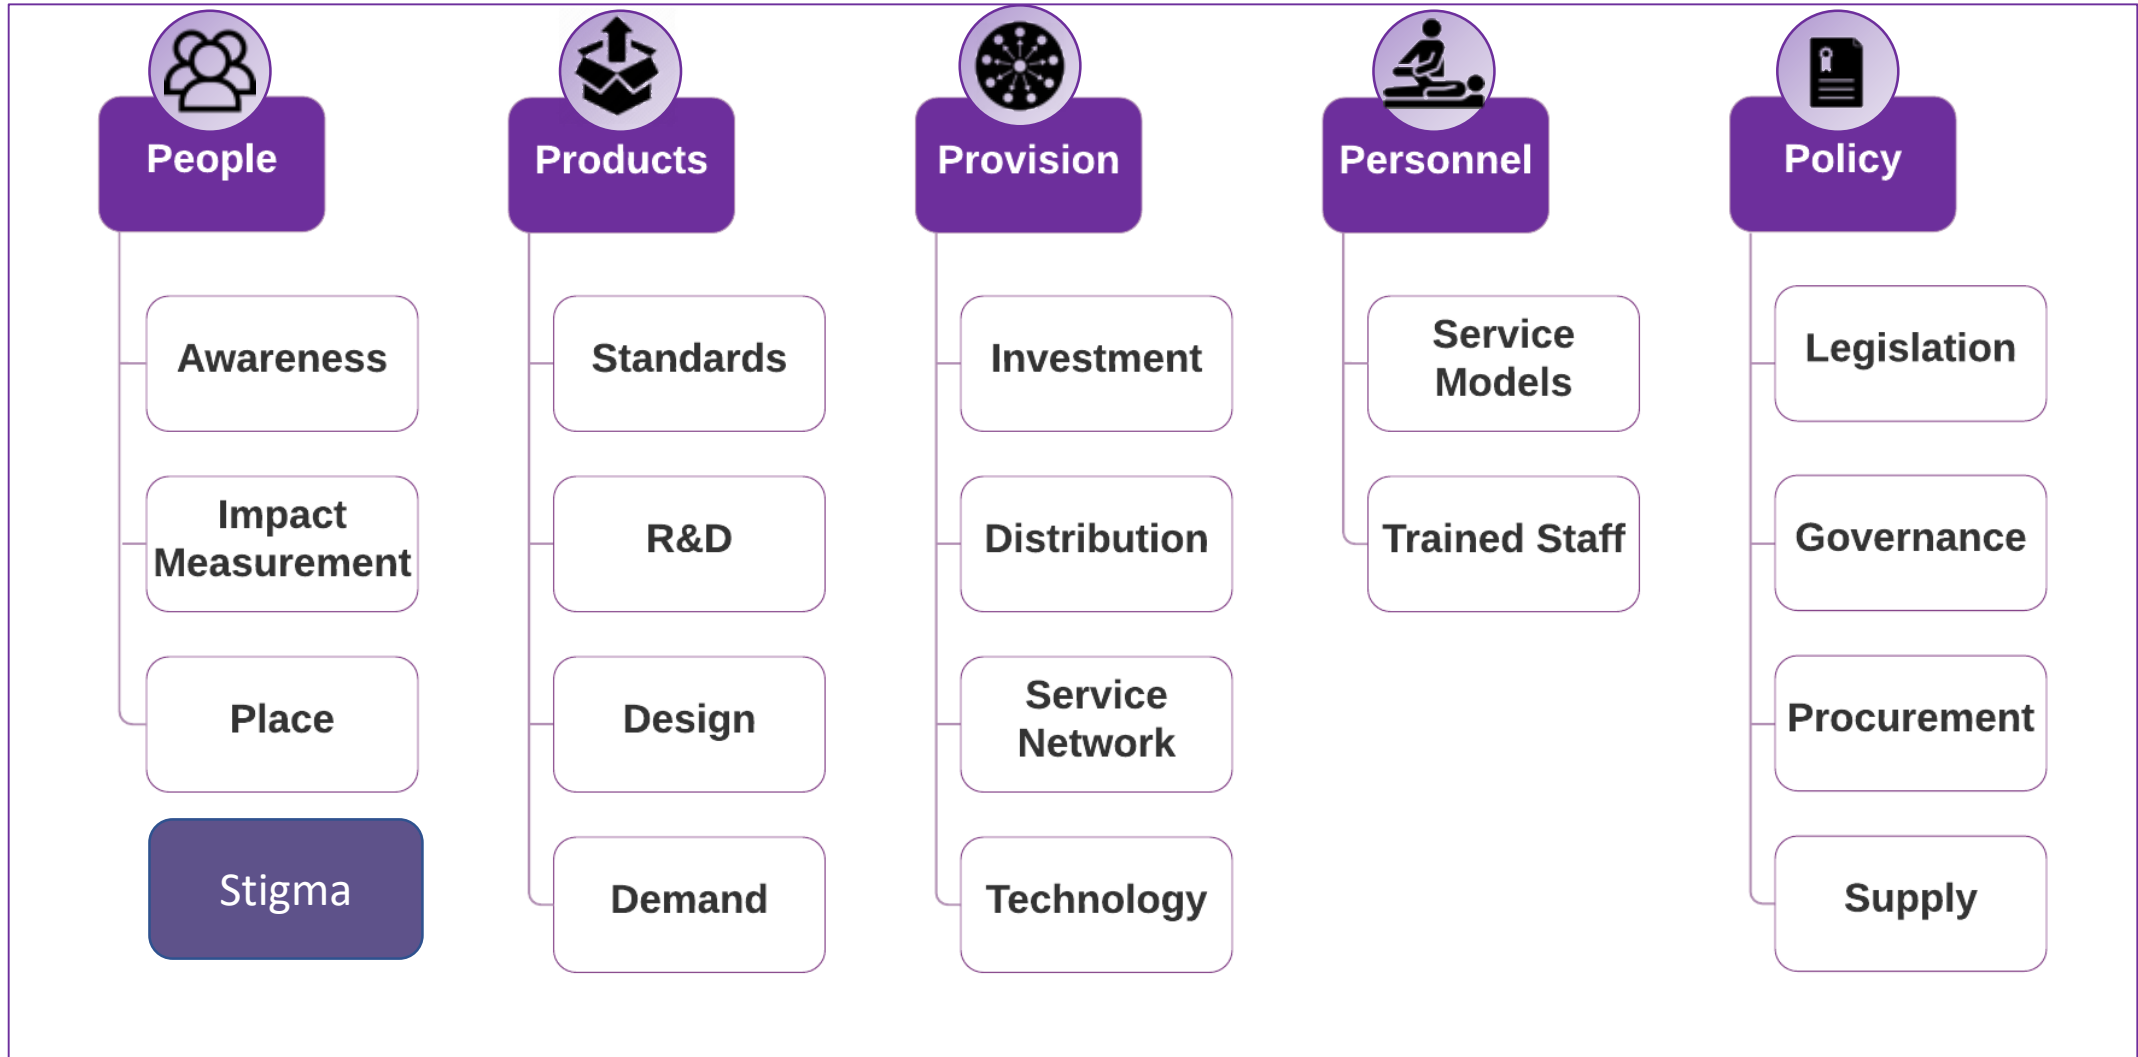 People
Awareness
Impact
Measurement
Place
Stigma
Products
Standards
R&D
Design
Demand
Provision
Investment
Distribution
Service
Network
Technology
Personnel
Service
Models
Trained Staff
Policy
Legislation
Governance
Procurement
Supply